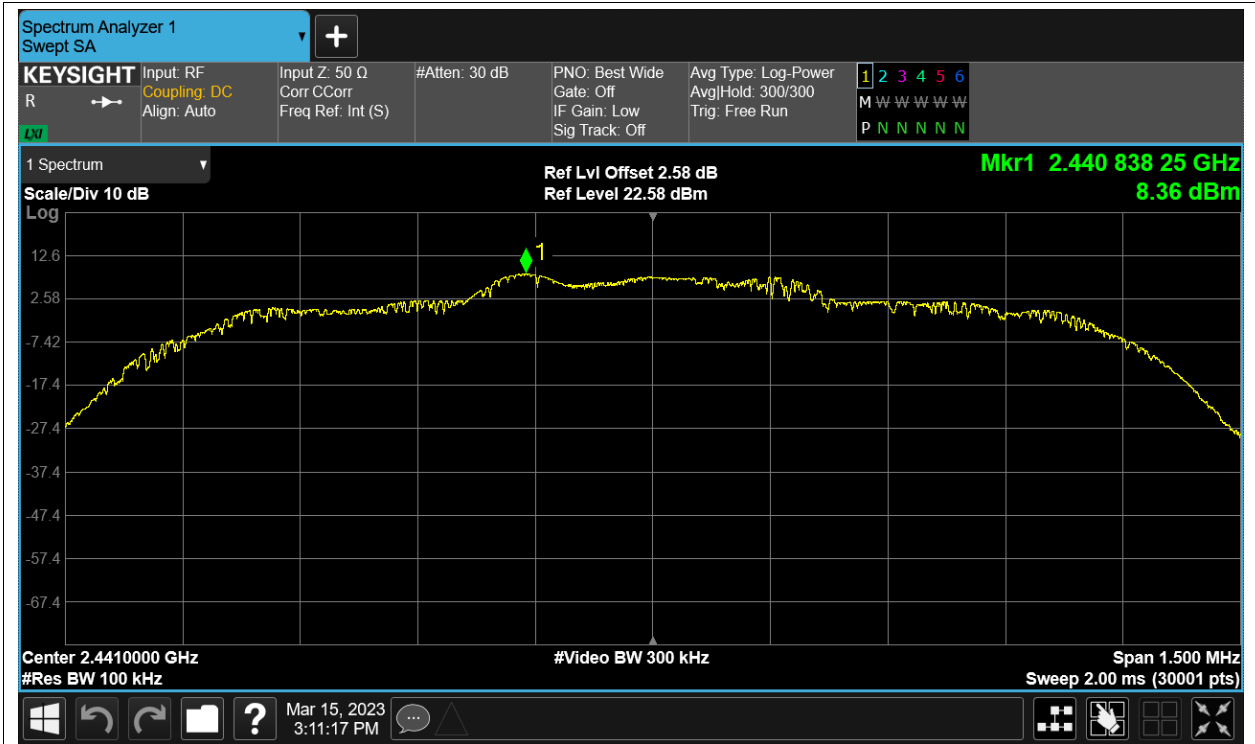 Spectrum Analyzer 1
Swept SA
KEYSIGHT
R
LXI
Input: RF
Coupling: DC
Align: Auto
Input Z: 50 Ω
Corr CCorr
Freq Ref: Int (S)
#Atten: 30 dB
PNO: Best Wide
Gate: Off
IF Gain: Low
Sig Track: Off
Avg Type: Log-Power
Avg|Hold: 300/300
Trig: Free Run
1 2 3 4 5 6
M W W W W W
P N N N N N
1 Spectrum
Scale/Div 10 dB
Log
Ref Lvl Offset 2.58 dB
Ref Level 22.58 dBm
Mkr1 2.440 838 25 GHz
8.36 dBm
1
12.6
2.58
-7.42
-17.4
-27.4
-37.4
-47.4
-57.4
-67.4
Center 2.4410000 GHz
#Res BW 100 kHz
#Video BW 300 kHz
Span 1.500 MHz
Sweep 2.00 ms (30001 pts)
?
Mar 15, 2023
3:11:17 PM